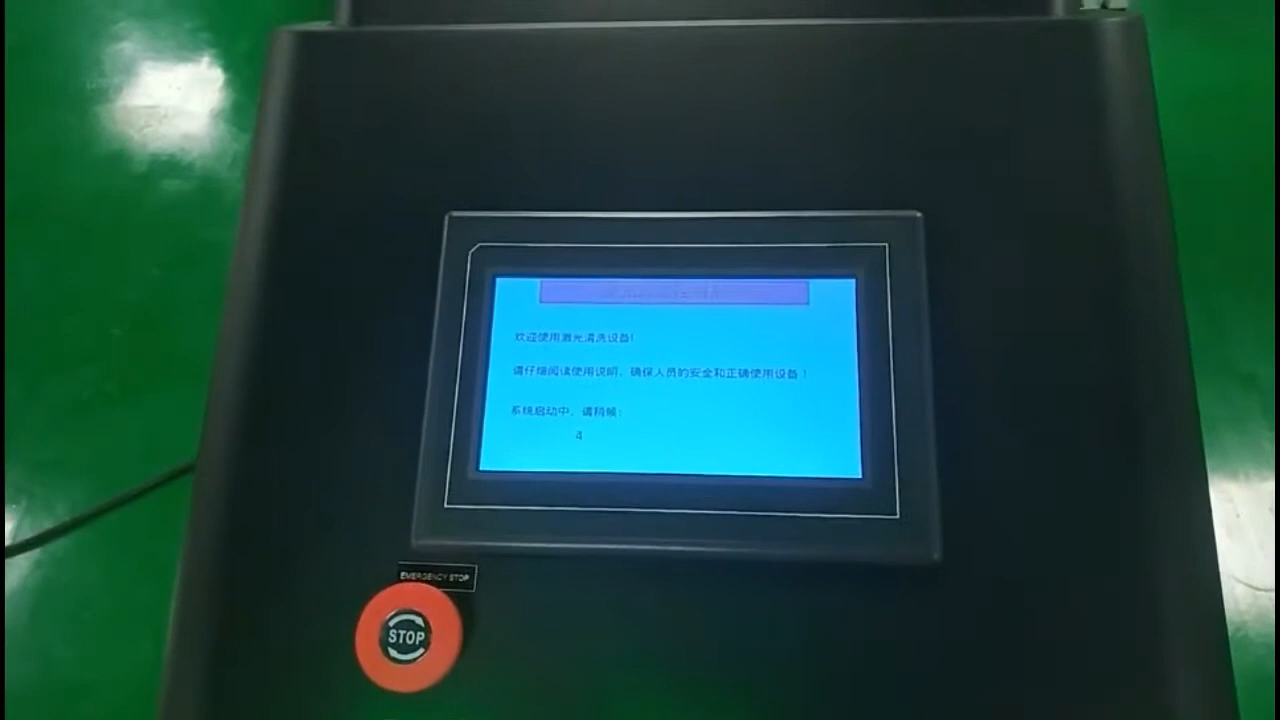 欢迎使用激光清洗设备!
请仔细阅读使用说明，确保人员的安全和正确使用设备！
系统启动中，请稍候：
4
EMERGENCY STOP
STOP